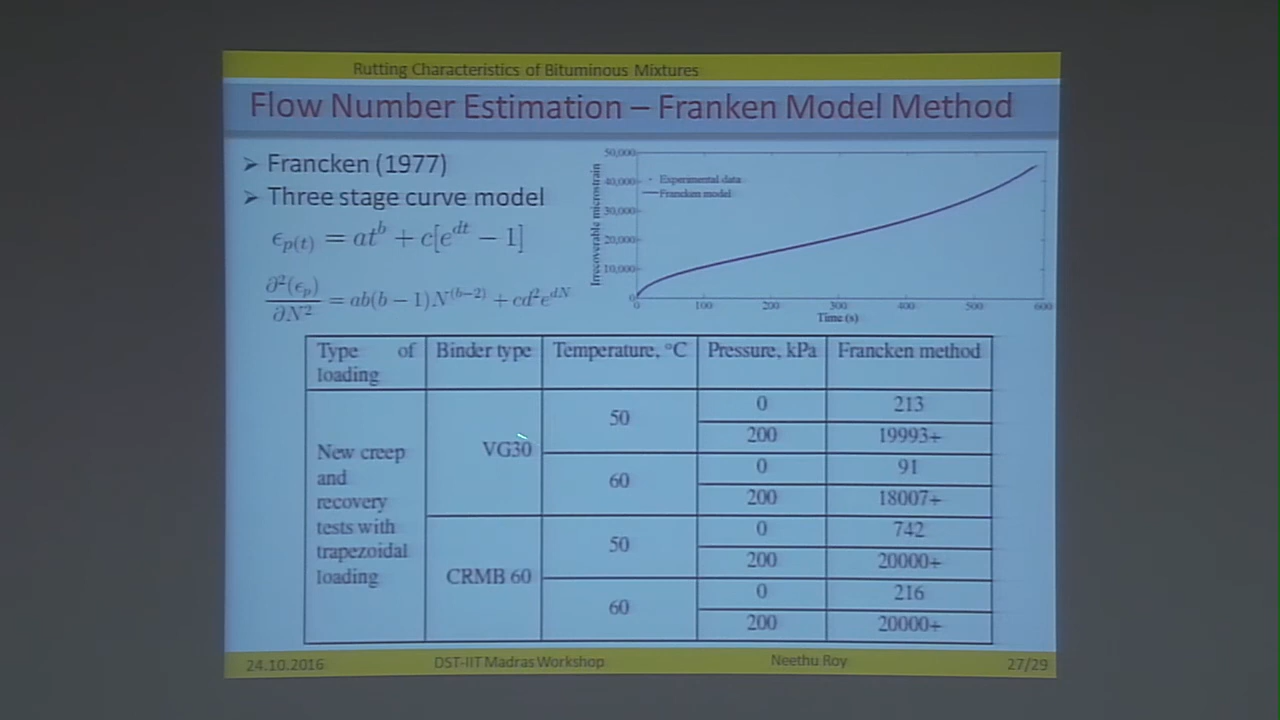 Rutting Characteristics of Bituminous Mixtures
Flow Number Estimation – Franken Model Method
➢ Francken (1977)
➢ Three stage curve model
ϵp(t) = at^b + c[e^dt − 1]
∂²(ϵp)/∂N² = ab(b − 1)N^(b−2) + cd²e^dN
Irrecoverable microstrain
50,000
40,000
30,000
20,000
10,000
0
· Experimental data
— Francken model
0 100 200 300 400 500 600
Time (s)
Type of loading Binder type Temperature, °C Pressure, kPa Francken method
New creep and recovery tests with trapezoidal loading VG30 50 0 213
200 19993+
60 0 91
200 18007+
CRMB 60 50 0 742
200 20000+
60 0 216
200 20000+
24.10.2016 DST-IIT Madras Workshop Neethu Roy 27/29